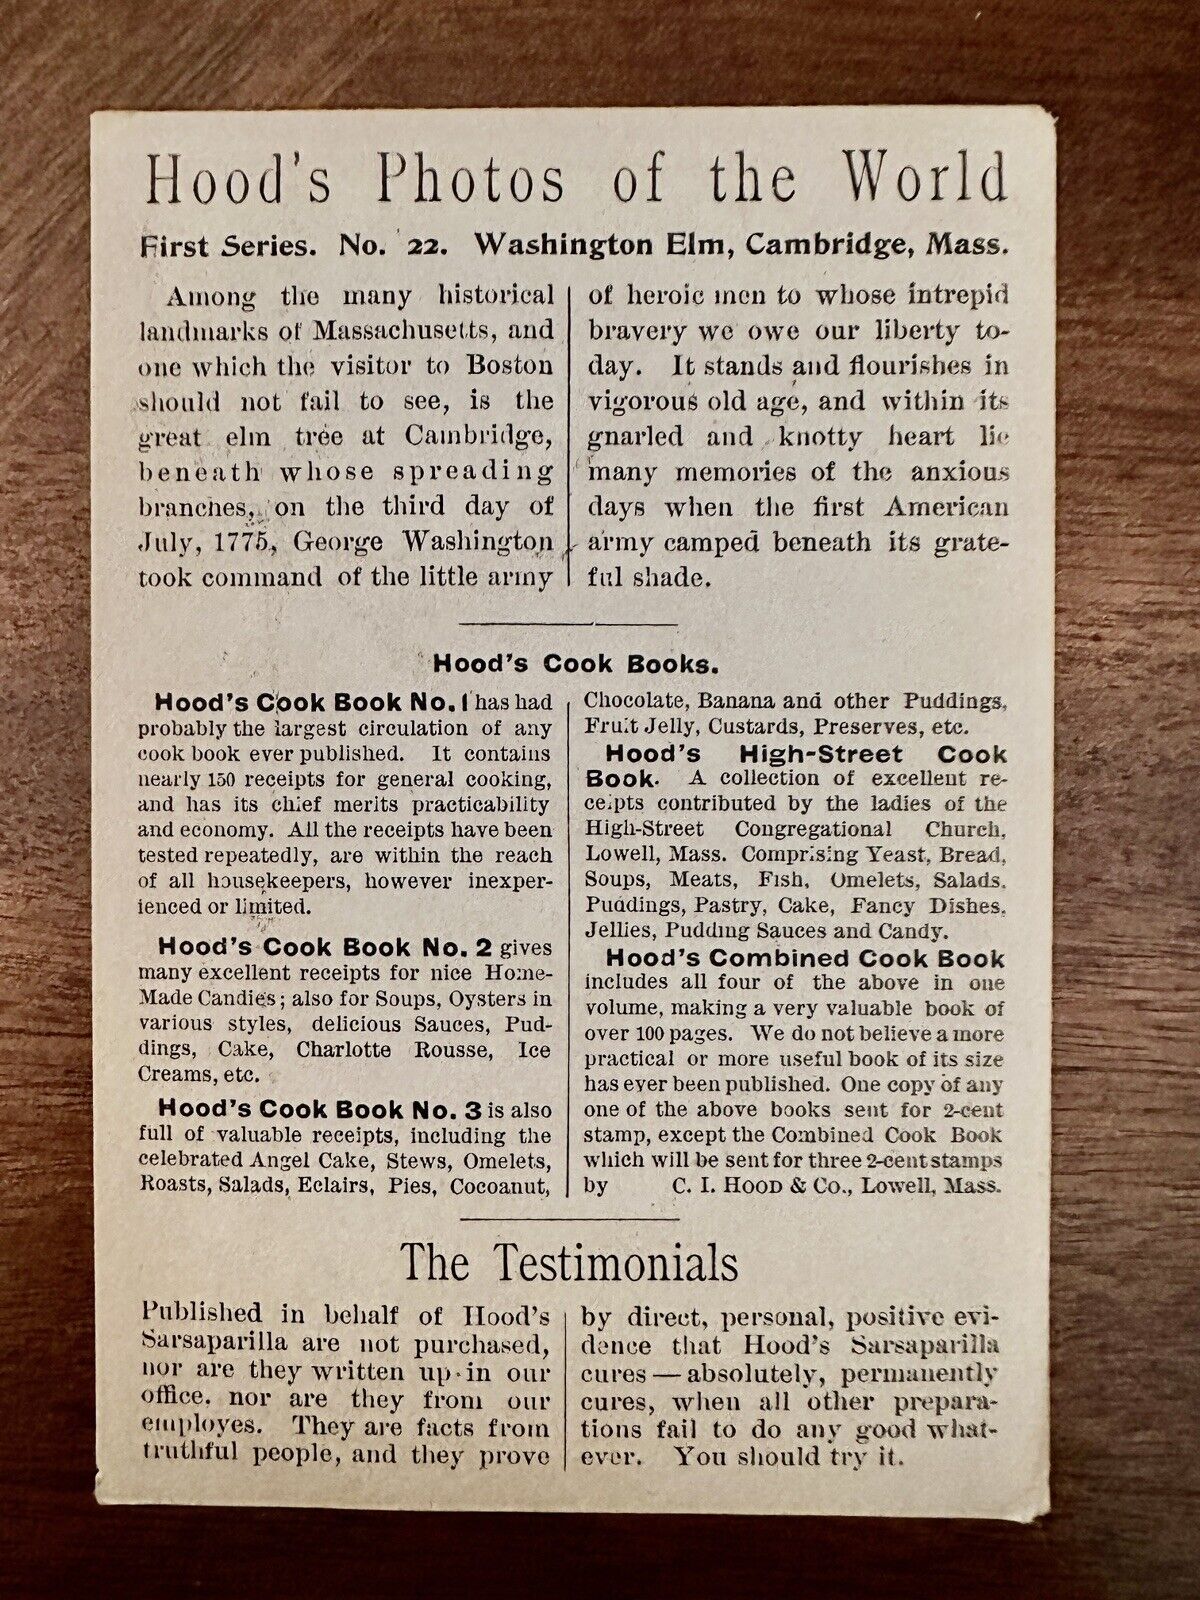 Hood's Photos of the World
First Series. No. 22. Washington Elm, Cambridge, Mass.
Among the many historical
landmarks of Massachusetts, and
one which the visitor to Boston
should not fail to see, is the
great elm tree at Cambridge,
beneath whose spreading
branches, on the third day of
July, 1775, George Washington
took command of the little army
of heroic men to whose intrepid
bravery we owe our liberty to-
day. It stands and flourishes in
vigorous old age, and within its
gnarled and knotty heart lie
many memories of the anxious
days when the first American
army camped beneath its grate-
ful shade.
Hood's Cook Books.
Hood's Cook Book No. 1 has had
probably the largest circulation of any
cook book ever published. It contains
nearly 150 receipts for general cooking,
and has its chief merits practicability
and economy. All the receipts have been
tested repeatedly, are within the reach
of all housekeepers, however inexper-
ienced or limited.
Hood's Cook Book No. 2 gives
many excellent receipts for nice Home-
Made Candies; also for Soups, Oysters in
various styles, delicious Sauces, Pud-
dings, Cake, Charlotte Rousse, Ice
Creams, etc.
Hood's Cook Book No. 3 is also
full of valuable receipts, including the
celebrated Angel Cake, Stews, Omelets,
Roasts, Salads, Eclairs, Pies, Cocoanut,
Chocolate, Banana and other Puddings,
Fruit Jelly, Custards, Preserves, etc.
Hood's High-Street Cook
Book. A collection of excellent re-
ceipts contributed by the ladies of the
High-Street Congregational Church,
Lowell, Mass. Comprising Yeast, Bread,
Soups, Meats, Fish, Omelets, Salads,
Puddings, Pastry, Cake, Fancy Dishes,
Jellies, Pudding Sauces and Candy.
Hood's Combined Cook Book
includes all four of the above in one
volume, making a very valuable book of
over 100 pages. We do not believe a more
practical or more useful book of its size
has ever been published. One copy of any
one of the above books sent for 2-cent
stamp, except the Combined Cook Book
which will be sent for three 2-cent stamps
by C. I. Hood & Co., Lowell, Mass.
The Testimonials
Published in behalf of Hood's
Sarsaparilla are not purchased,
nor are they written up in our
office, nor are they from our
employes. They are facts from
truthful people, and they prove
by direct, personal, positive evi-
dence that Hood's Sarsaparilla
cures — absolutely, permanently
cures, when all other prepara-
tions fail to do any good what-
ever. You should try it.